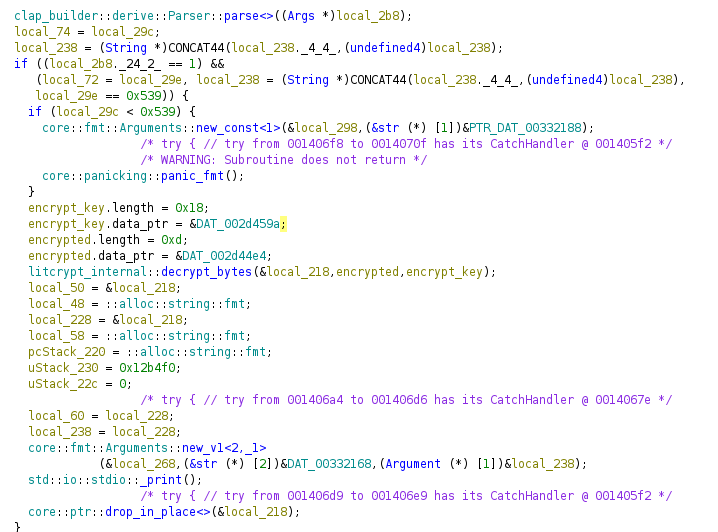 clap_builder::derive::Parser::parse<>((Args *)local_2b8);
local_74 = local_29c;
local_238 = (String *)CONCAT44(local_238._4_4_,(undefined4)local_238);
if ((local_2b8._24_2_ == 1) &&
(local_72 = local_29e, local_238 = (String *)CONCAT44(local_238._4_4_,(undefined4)local_238),
local_29e == 0x539)) {
if (local_29c < 0x539) {
core::fmt::Arguments::new_const<1>(&local_298,(&str (*) [1])&PTR_DAT_00332188);
/* try { // try from 001406f8 to 0014070f has its CatchHandler @ 001405f2 */
/* WARNING: Subroutine does not return */
core::panicking::panic_fmt();
}
encrypt_key.length = 0x18;
encrypt_key.data_ptr = &DAT_002d459a;
encrypted.length = 0xd;
encrypted.data_ptr = &DAT_002d44e4;
litcrypt_internal::decrypt_bytes(&local_218,encrypted,encrypt_key);
local_50 = &local_218;
local_48 = ::alloc::string::fmt;
local_228 = &local_218;
local_58 = ::alloc::string::fmt;
pcStack_220 = ::alloc::string::fmt;
uStack_230 = 0x12b4f0;
uStack_22c = 0;
/* try { // try from 001406a4 to 001406d6 has its CatchHandler @ 0014067e */
local_60 = local_228;
local_238 = local_228;
core::fmt::Arguments::new_v1<2,_1>
(&local_268,(&str (*) [2])&DAT_00332168,(Argument (*) [1])&local_238);
std::io::stdio::_print();
/* try { // try from 001406d9 to 001406e9 has its CatchHandler @ 001405f2 */
core::ptr::drop_in_place<>(&local_218);
}